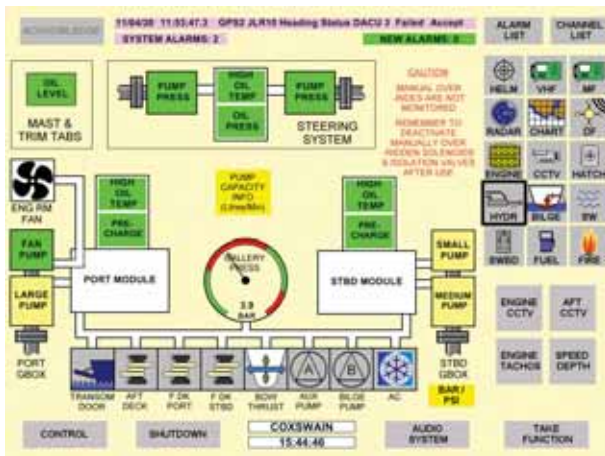 ACKNOWLEDGE
11/04/20 11:53:47.3 GPS2 JLR10 Heading Status DACU 2 Failed Accept
SYSTEM ALARMS: 2
NEW ALARMS: 0
ALARM LIST
CHANNEL LIST
OIL LEVEL
MAST & TRIM TABS
PUMP PRESS
HIGH OIL TEMP
OIL PRESS
PUMP PRESS
STEERING SYSTEM
CAUTION
MANUAL OVER RIDES ARE NOT MONITORED
REMEMBER TO DEACTIVATE MANUALLY OVER RIDDEN SOLENOIDS & ISOLATION VALVES AFTER USE
HELM
VHF
MF
RADAR
CHART
DF
ENGINE
CCTV
HATCH
HYDR
BILGE
SW
SWBD
FUEL
FIRE
ENG RM FAN
FAN PUMP
LARGE PUMP
PORT GBOX
HIGH OIL TEMP
PRE-CHARGE
PORT MODULE
PUMP CAPACITY INFO (Litres/Min)
GALLERY PRESS
3.9
BAR
HIGH OIL TEMP
PRE-CHARGE
STBD MODULE
SMALL PUMP
MEDIUM PUMP
STBD GBOX
BAR / PSI
ENGINE CCTV
AFT CCTV
ENGINE TACHOS
SPEED DEPTH
A
B
TRANSOM DOOR
AFT DECK
F DK PORT
F DK STBD
BOW THRUST
AUX PUMP
BILGE PUMP
AC
CONTROL
SHUTDOWN
COXSWAIN
15:44:46
AUDIO SYSTEM
TAKE FUNCTION